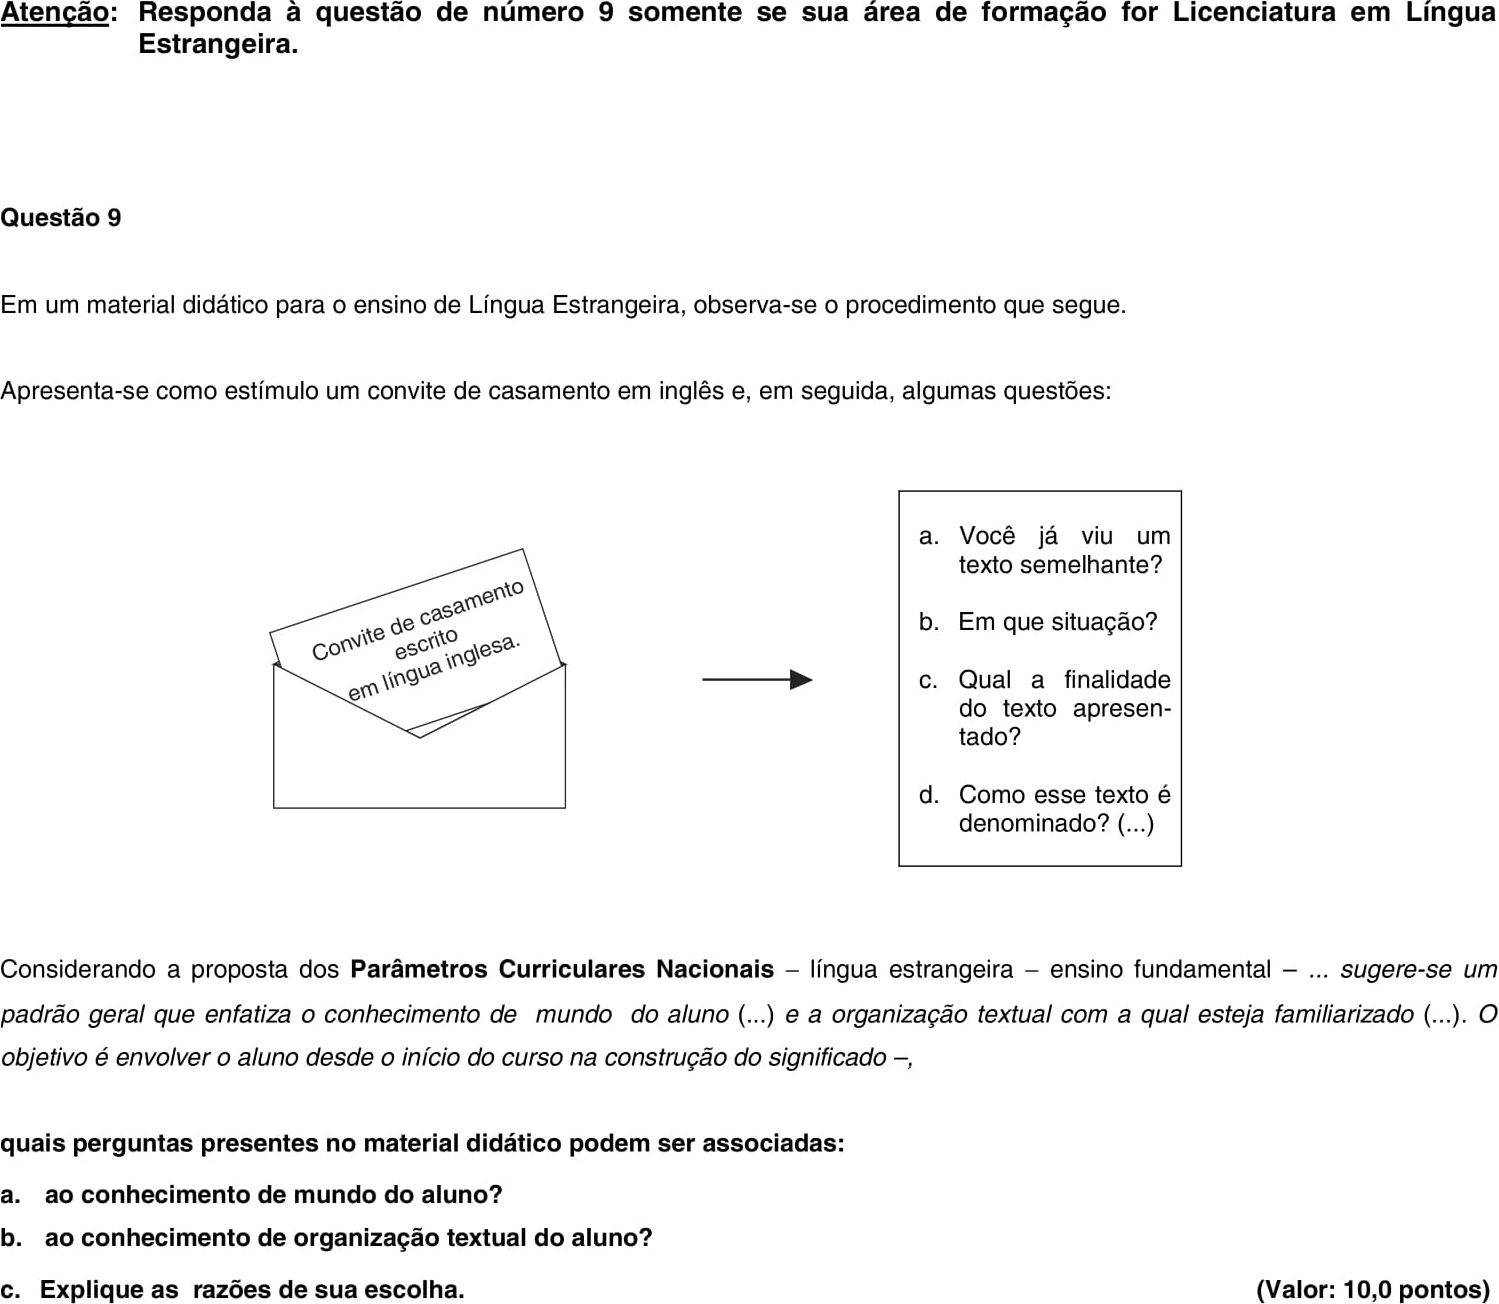 Atenção: Responda à questão de número 9 somente se sua área de formação for Licenciatura em Língua
Estrangeira.
Questão 9
Em um material didático para o ensino de Língua Estrangeira, observa-se o procedimento que segue.
Apresenta-se como estímulo um convite de casamento em inglês e, em seguida, algumas questões:
Convite de casamento
escrito
em língua inglesa.
a. Você já viu um
texto semelhante?
b. Em que situação?
c. Qual a finalidade
do texto apresen-
tado?
d. Como esse texto é
denominado? (...)
Considerando a proposta dos Parâmetros Curriculares Nacionais – língua estrangeira – ensino fundamental – ... sugere-se um
padrão geral que enfatiza o conhecimento de mundo do aluno (...) e a organização textual com a qual esteja familiarizado (...). O
objetivo é envolver o aluno desde o início do curso na construção do significado –,
quais perguntas presentes no material didático podem ser associadas:
a. ao conhecimento de mundo do aluno?
b. ao conhecimento de organização textual do aluno?
c. Explique as razões de sua escolha. (Valor: 10,0 pontos)